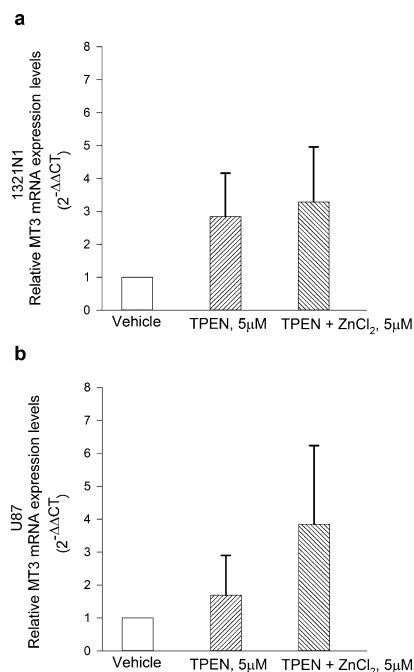 a
1321N1
Relative MT3 mRNA expression levels
(2-ΔΔCT)
8
7
6
5
4
3
2
1
0
Vehicle TPEN, 5μM TPEN + ZnCl2, 5μM
b
U87
Relative MT3 mRNA expression levels
(2-ΔΔCT)
8
7
6
5
4
3
2
1
0
Vehicle TPEN, 5μM TPEN + ZnCl2, 5μM